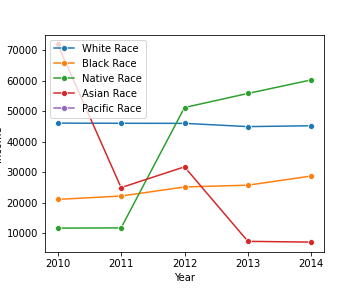 70000
60000
50000
40000
30000
20000
10000
White Race
Black Race
Native Race
Asian Race
Pacific Race
2010 2011 2012 2013 2014
Year